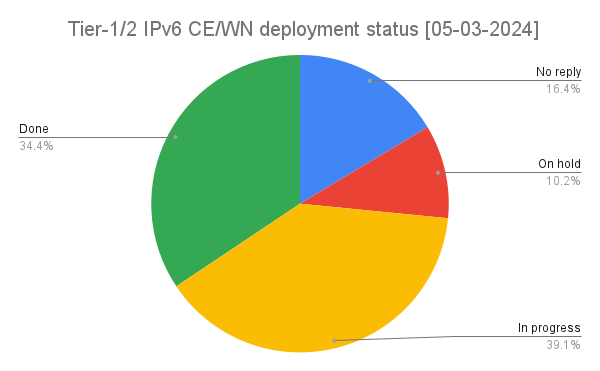 Tier-1/2 IPv6 CE/WN deployment status [05-03-2024]
No reply
16.4%
Done
34.4%
On hold
10.2%
In progress
39.1%